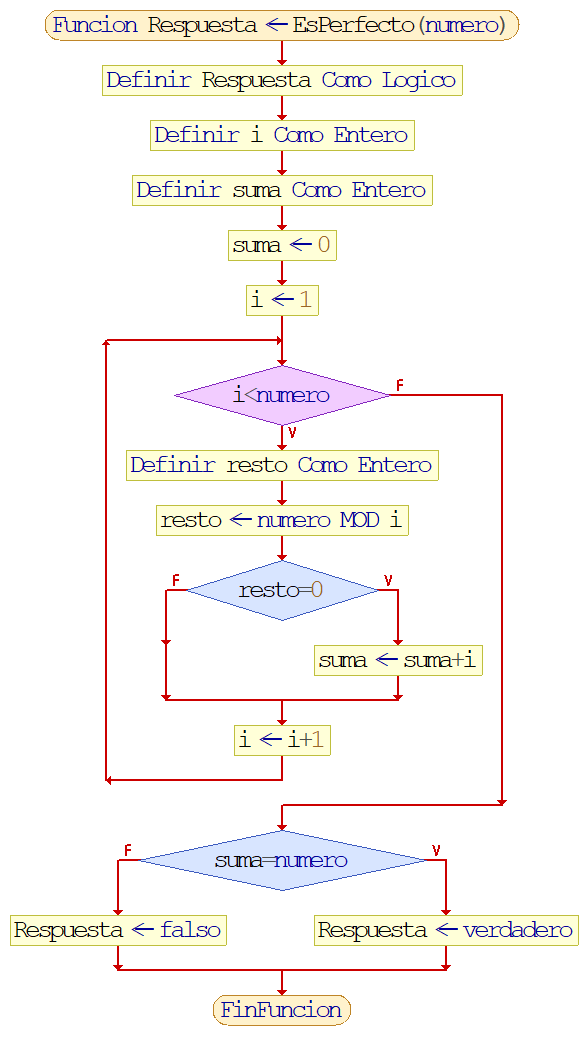 Funcion Respuesta ← EsPerfecto(numero)
Definir Respuesta Como Logico
Definir i Como Entero
Definir suma Como Entero
suma ← 0
i ← 1
i<numero
F
V
Definir resto Como Entero
resto ← numero MOD i
F
V
resto=0
suma ← suma+i
i ← i+1
F
V
suma=numero
Respuesta ← falso
Respuesta ← verdadero
FinFuncion